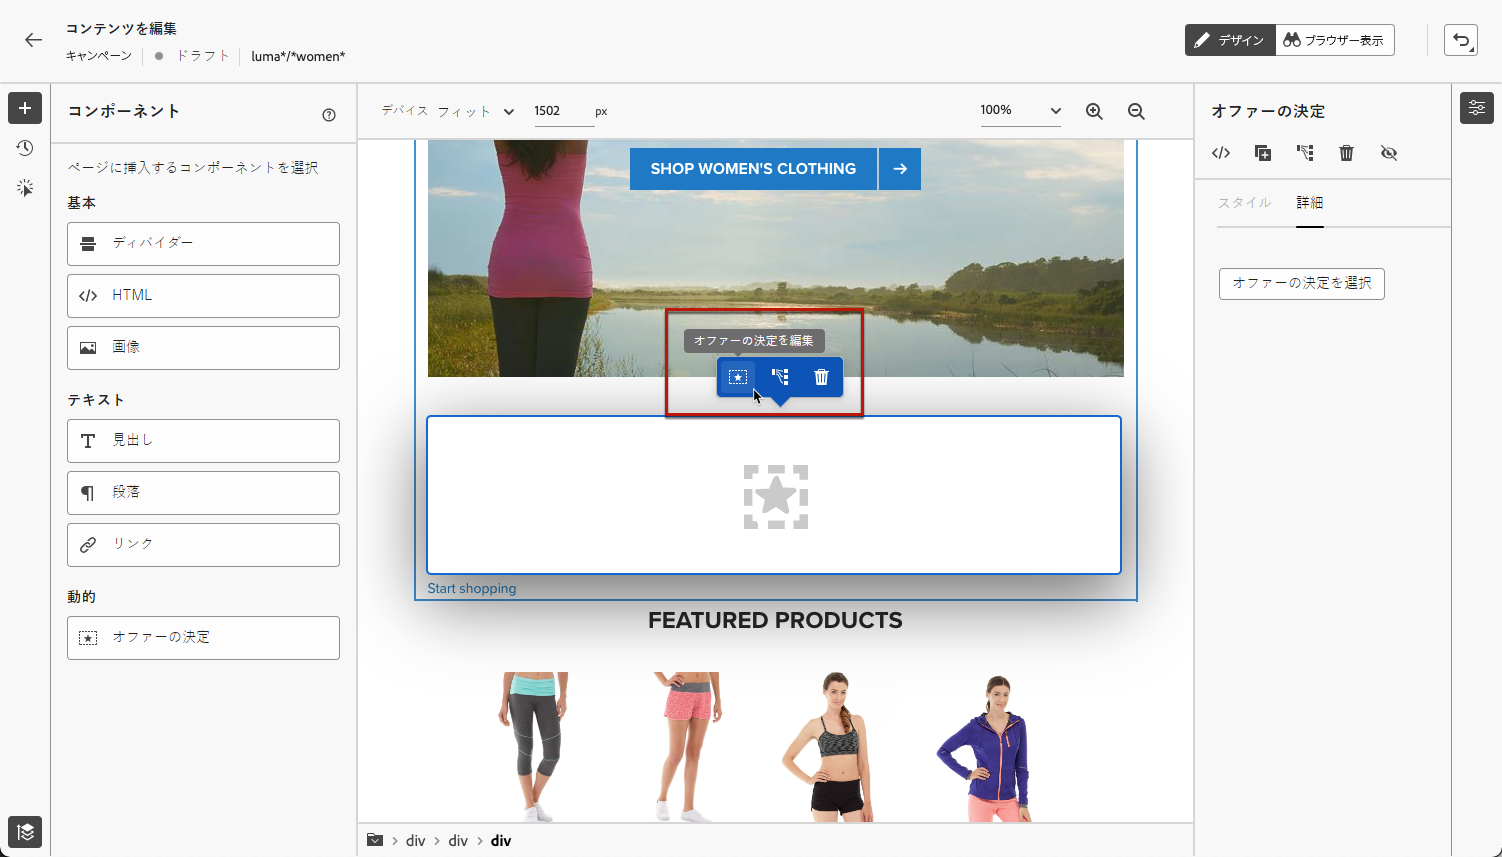 コンテンツを編集
キャンペーン ドラフト luma*/*women*
デザイン
ブラウザー表示
コンポーネント
ページに挿入するコンポーネントを選択
基本
ディバイダー
HTML
画像
テキスト
見出し
段落
リンク
動的
オファーの決定
デバイス フィット 1502 px
100%
SHOP WOMEN'S CLOTHING
オファーの決定を編集
Start shopping
FEATURED PRODUCTS
div div div
オファーの決定
スタイル 詳細
オファーの決定を選択